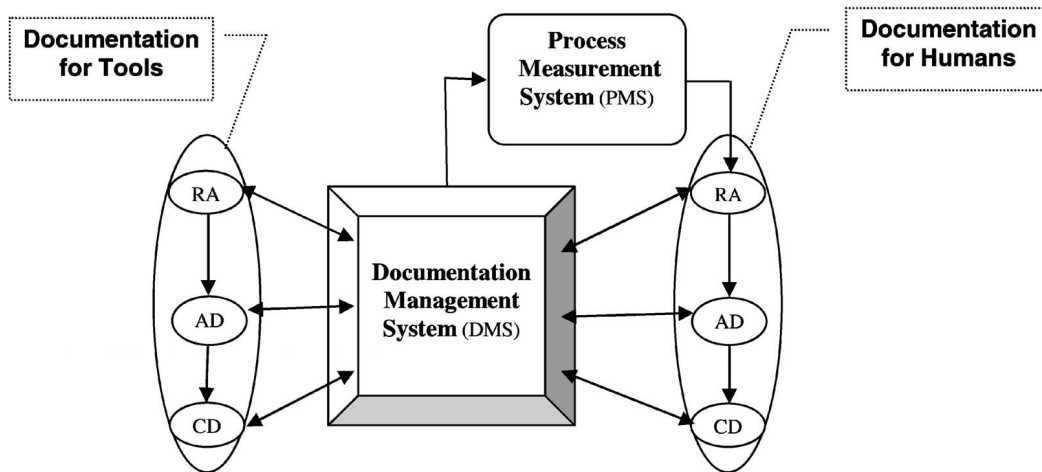 Documentation
for Tools
Process
Measurement
System (PMS)
Documentation
for Humans
RA
AD
CD
Documentation
Management
System (DMS)
RA
AD
CD